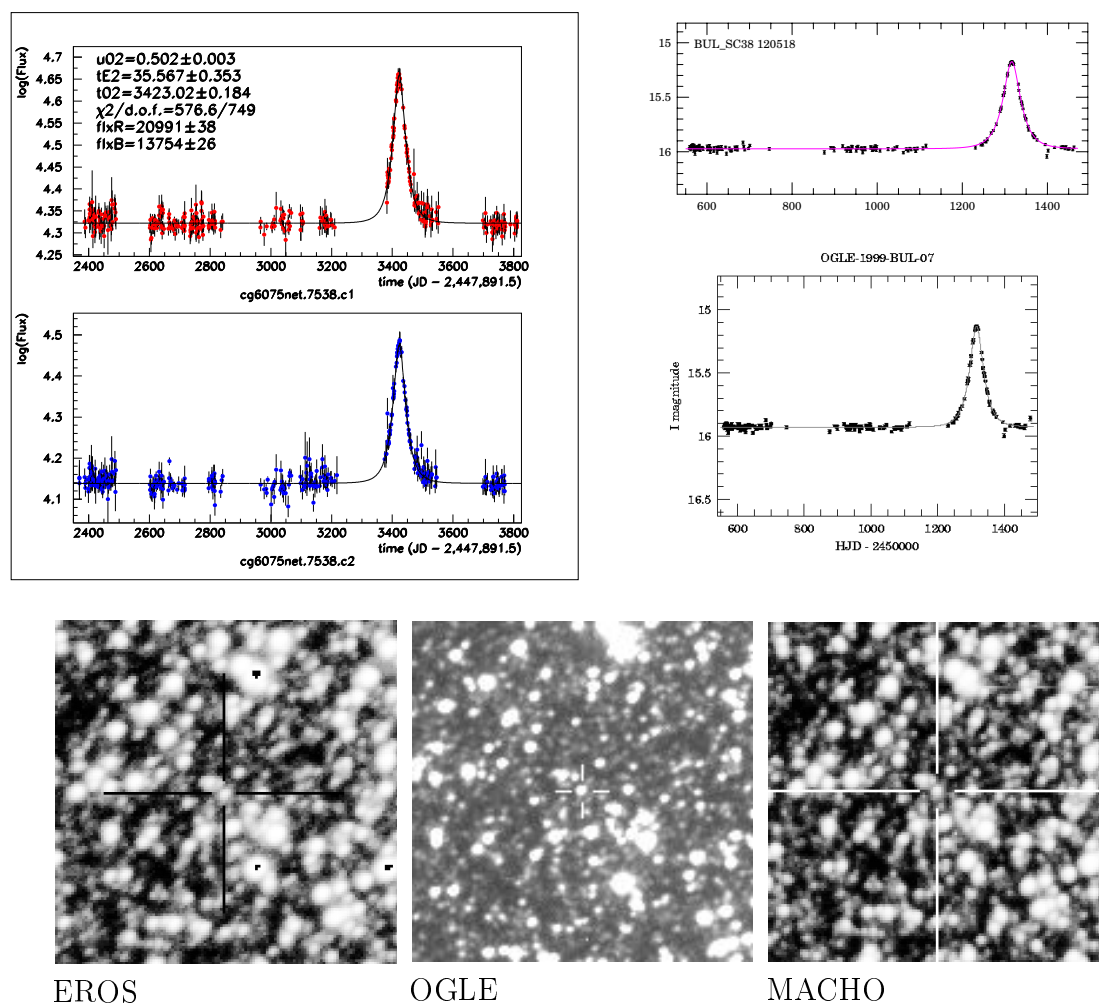 log(Flux)
4.7
4.65
4.6
4.55
4.5
4.45
4.4
4.35
4.3
4.25
u02=0.502±0.003
tE2=35.567±0.353
t02=3423.02±0.184
χ2/d.o.f.=576.6/749
flxR=20991±38
flxB=13754±26
2400 2600 2800 3000 3200 3400 3600 3800
time (JD - 2,447,891.5)
cg6075net.7538.c1
log(Flux)
4.5
4.4
4.3
4.2
4.1
2400 2600 2800 3000 3200 3400 3600 3800
time (JD - 2,447,891.5)
cg6075net.7538.c2
BUL_SC38 120518
15
15.5
16
600 800 1000 1200 1400
OGLE-1999-BUL-07
I magnitude
15
15.5
16
16.5
600 800 1000 1200 1400
HJD - 2450000
EROS OGLE MACHO